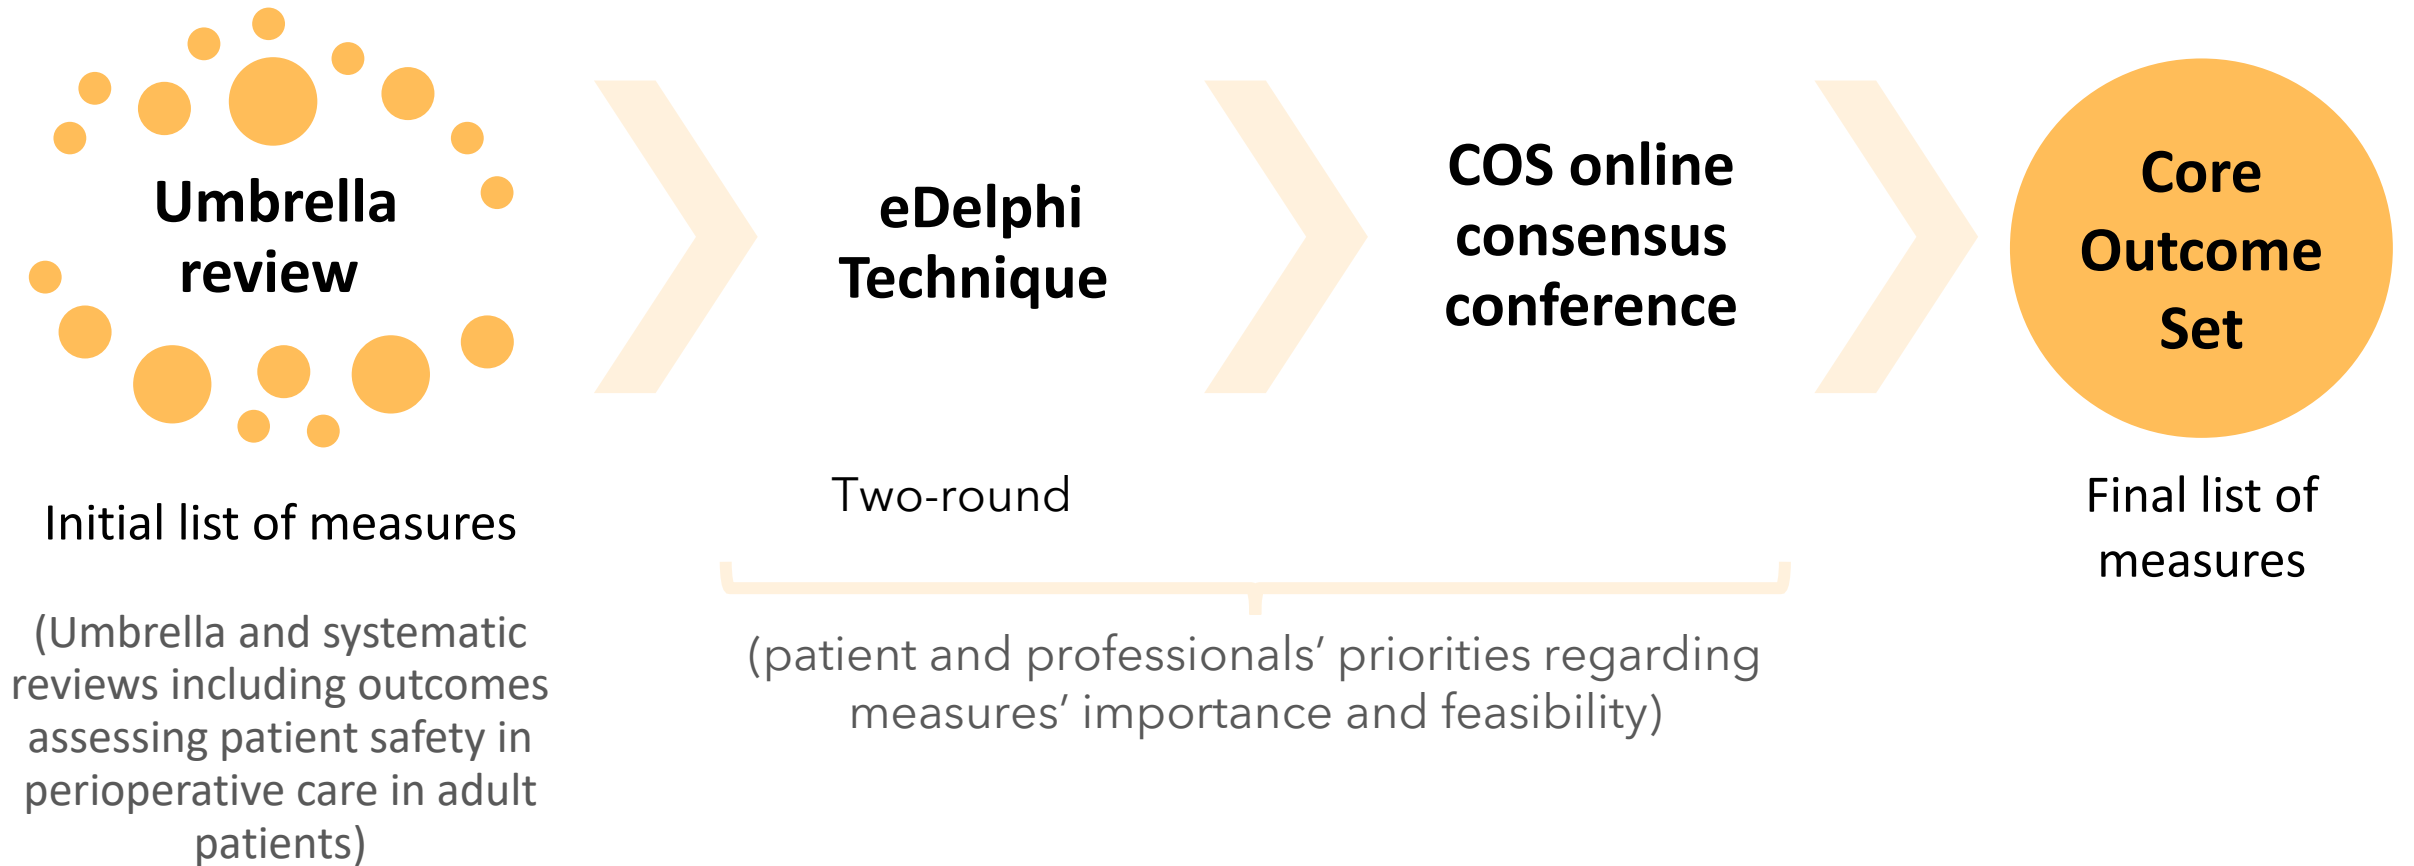 Umbrella
review
Initial list of measures
(Umbrella and systematic
reviews including outcomes
assessing patient safety in
perioperative care in adult
patients)
eDelphi
Technique
Two-round
COS online
consensus
conference
(patient and professionals’ priorities regarding
measures’ importance and feasibility)
Core
Outcome
Set
Final list of
measures